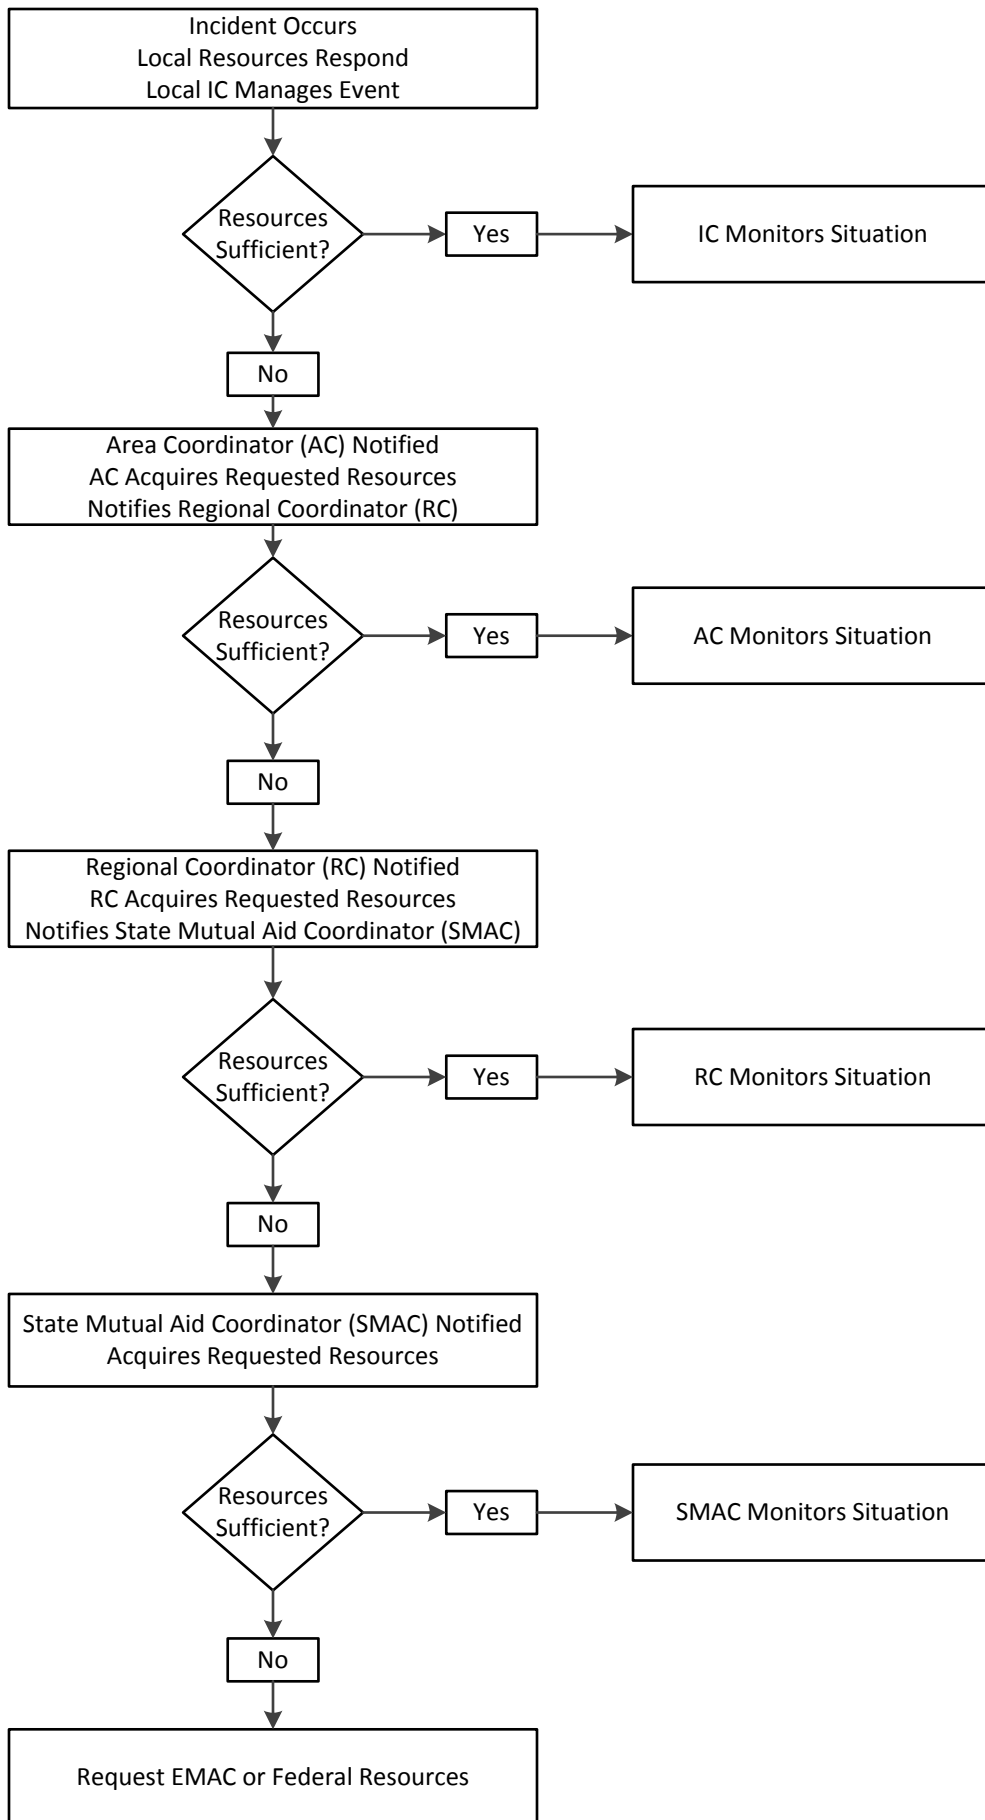 Incident Occurs
Local Resources Respond
Local IC Manages Event
Resources
Sufficient?
Yes
IC Monitors Situation
No
Area Coordinator (AC) Notified
AC Acquires Requested Resources
Notifies Regional Coordinator (RC)
Resources
Sufficient?
Yes
AC Monitors Situation
No
Regional Coordinator (RC) Notified
RC Acquires Requested Resources
Notifies State Mutual Aid Coordinator (SMAC)
Resources
Sufficient?
Yes
RC Monitors Situation
No
State Mutual Aid Coordinator (SMAC) Notified
Acquires Requested Resources
Resources
Sufficient?
Yes
SMAC Monitors Situation
No
Request EMAC or Federal Resources